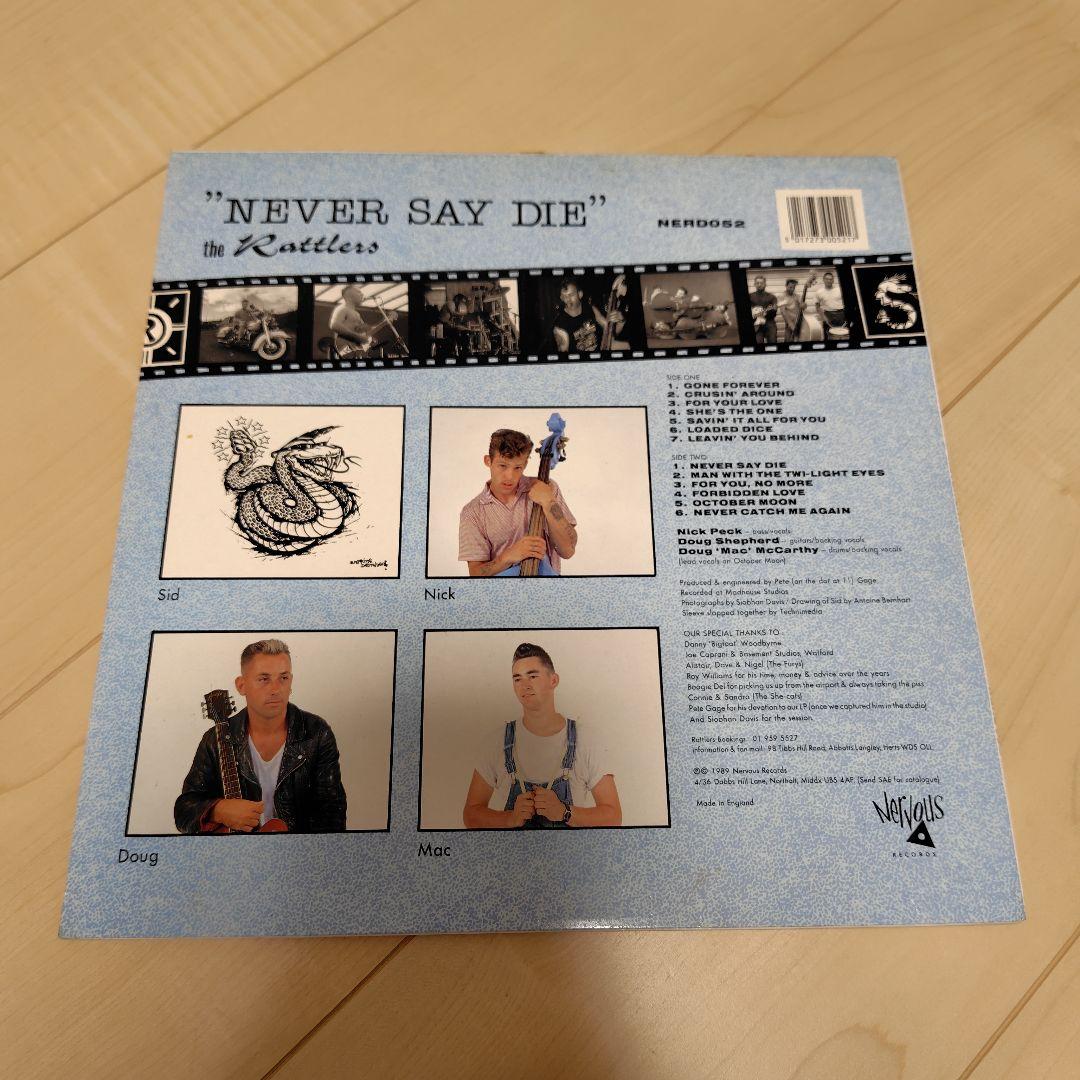 "NEVER SAY DIE"
the Rattlers
NERD052
5 017273 005217
SIDE ONE
1. GONE FOREVER
2. CRUSIN' AROUND
3. FOR YOUR LOVE
4. SHE'S THE ONE
5. SAVIN' IT ALL FOR YOU
6. LOADED DICE
7. LEAVIN' YOU BEHIND
SIDE TWO
1. NEVER SAY DIE
2. MAN WITH THE TWI-LIGHT EYES
3. FOR YOU, NO MORE
4. FORBIDDEN LOVE
5. OCTOBER MOON
6. NEVER CATCH ME AGAIN
Nick Peck – bass/vocals
Doug Shepherd – guitars/backing vocals
Doug 'Mac' McCarthy – drums/backing vocals
(lead vocals on October Moon)
Produced & engineered by Pete (on the dot at 11) Gage
Recorded at Madhouse Studios
Photographs by Siobhan Davis / Drawing of Sid by Antoine Bernhart
Sleeve slapped together by Technimedia
OUR SPECIAL THANKS TO
Danny 'Bigfoot' Woodbyrne
Joe Caprani & Basement Studios, Watford
Alistair, Dave & Nigel (The Furys)
Roy Williams for his time, money & advice over the years
Boogie Del for picking us up from the airport & always taking the piss
Connie & Sandra (The She-cats)
Pete Gage for his devotion to our LP (once we captured him in the studio)
And Siobhan Davis for the session.
Rattlers bookings 01 959 5527
Information & fan mail: 98 Tibbs Hill Road, Abbotts Langley, Herts WD5 OLL
℗© 1989 Nervous Records
4/36 Dabbs Hill Lane, Northolt, Middx UB5 4AF. (Send SAE for catalogue)
Made in England
Nervous
RECORDS
Sid
Nick
Doug
Mac